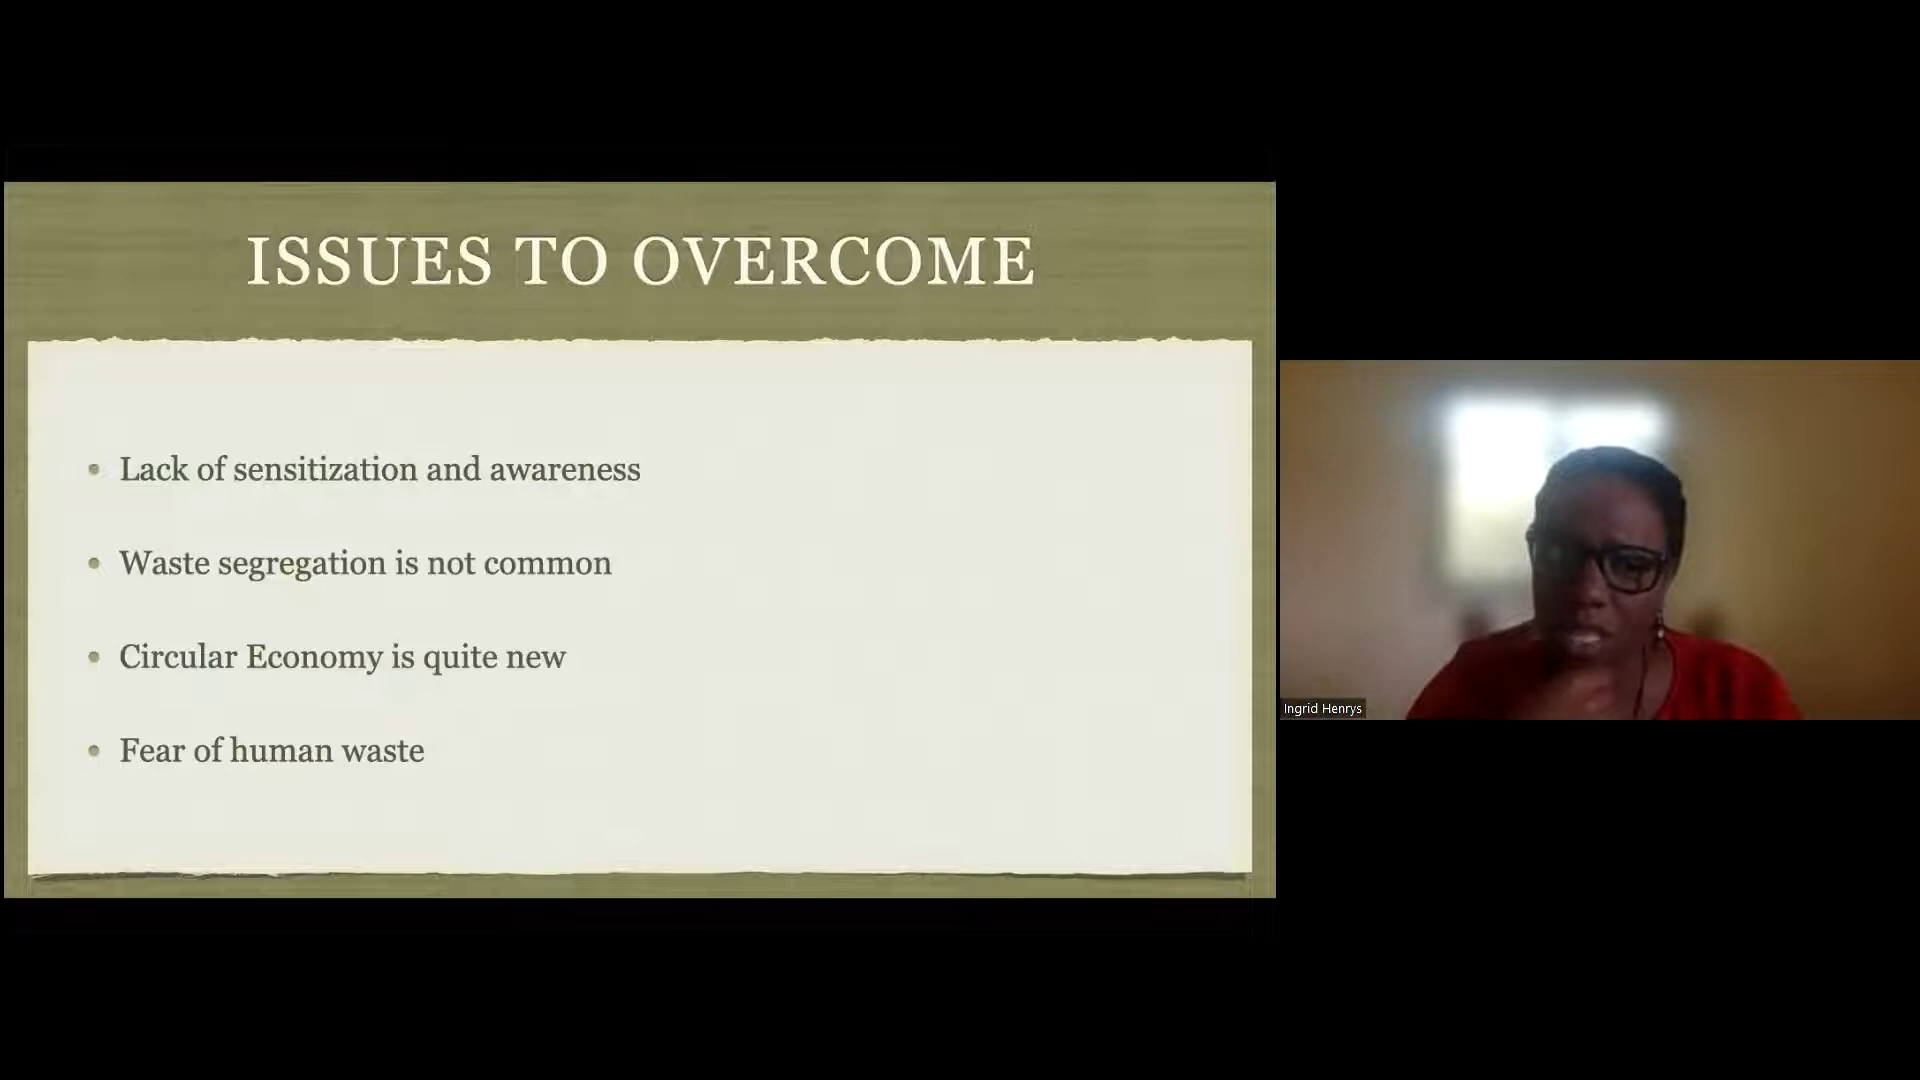 ISSUES TO OVERCOME
• Lack of sensitization and awareness
• Waste segregation is not common
• Circular Economy is quite new
• Fear of human waste
Ingrid Henrys